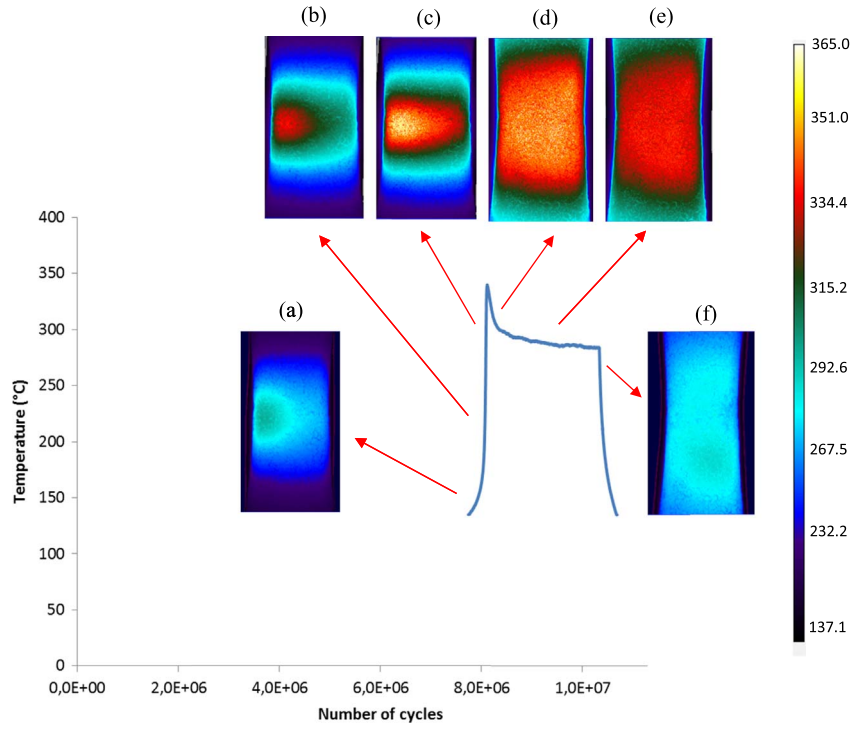 (b)
(c)
(d)
(e)
365.0
351.0
334.2
315.2
292.6
267.5
232.2
137.1
400
350
300
250
200
150
100
50
0
Temperature (°C)
(a)
(f)
0,0E+00
2,0E+06
4,0E+06
6,0E+06
8,0E+06
1,0E+07
Number of cycles